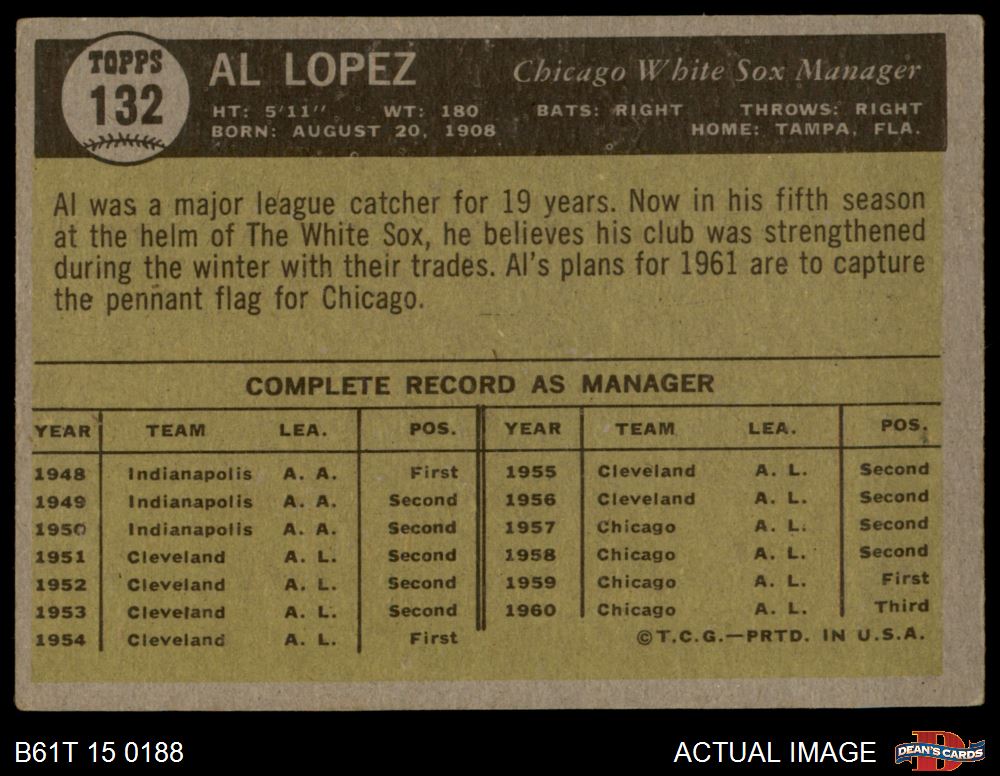 TOPPS
132
AL LOPEZ
Chicago White Sox Manager
HT: 5'11" WT: 180 BATS: RIGHT THROWS: RIGHT
BORN: AUGUST 20, 1908 HOME: TAMPA, FLA.
Al was a major league catcher for 19 years. Now in his fifth season
at the helm of The White Sox, he believes his club was strengthened
during the winter with their trades. Al's plans for 1961 are to capture
the pennant flag for Chicago.
COMPLETE RECORD AS MANAGER
YEAR TEAM LEA. POS. YEAR TEAM LEA. POS.
1948 Indianapolis A. A. First 1955 Cleveland A. L. Second
1949 Indianapolis A. A. Second 1956 Cleveland A. L. Second
1950 Indianapolis A. A. Second 1957 Chicago A. L. Second
1951 Cleveland A. L. Second 1958 Chicago A. L. Second
1952 Cleveland A. L. Second 1959 Chicago A. L. First
1953 Cleveland A. L. Second 1960 Chicago A. L. Third
1954 Cleveland A. L. First ©T.C.G.—PRTD. IN U.S.A.
B61T 15 0188 ACTUAL IMAGE DEAN'S CARDS